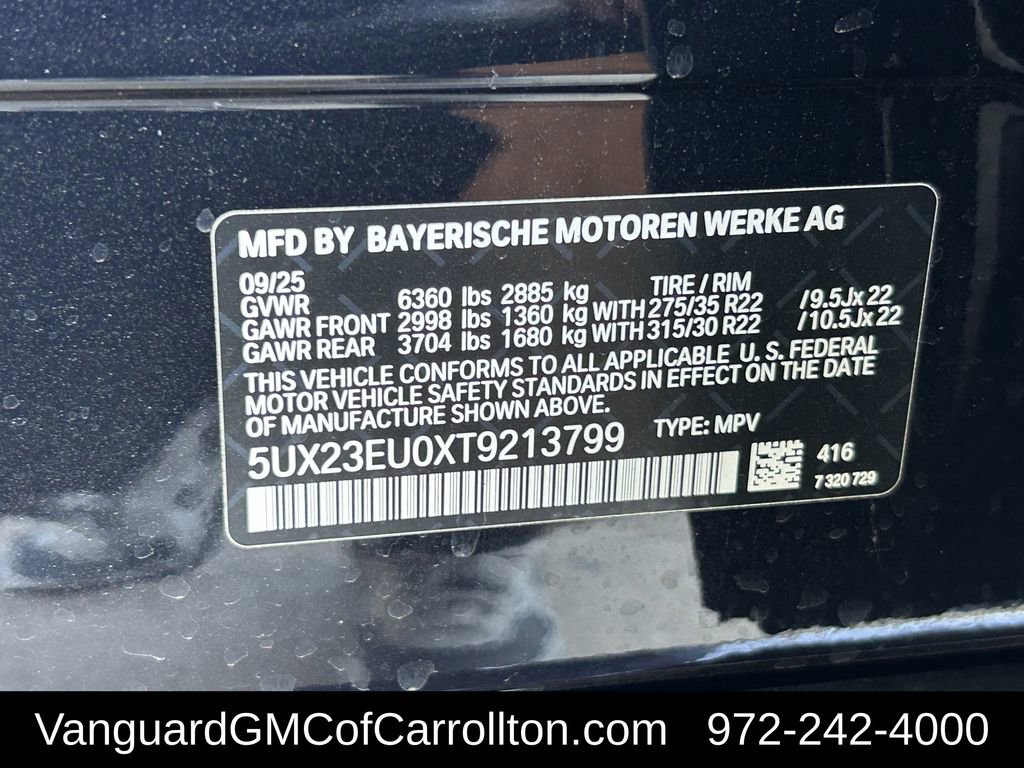 MFD BY BAYERISCHE MOTOREN WERKE AG
09/25 TIRE / RIM
GVWR 6360 lbs 2885 kg
GAWR FRONT 2998 lbs 1360 kg WITH 275/35 R22 /9.5Jx 22
GAWR REAR 3704 lbs 1680 kg WITH 315/30 R22 /10.5Jx 22
THIS VEHICLE CONFORMS TO ALL APPLICABLE U. S. FEDERAL
MOTOR VEHICLE SAFETY STANDARDS IN EFFECT ON THE DATE
OF MANUFACTURE SHOWN ABOVE.
5UX23EU0XT9213799 TYPE: MPV
416
7 320 729
VanguardGMCofCarrollton.com 972-242-4000